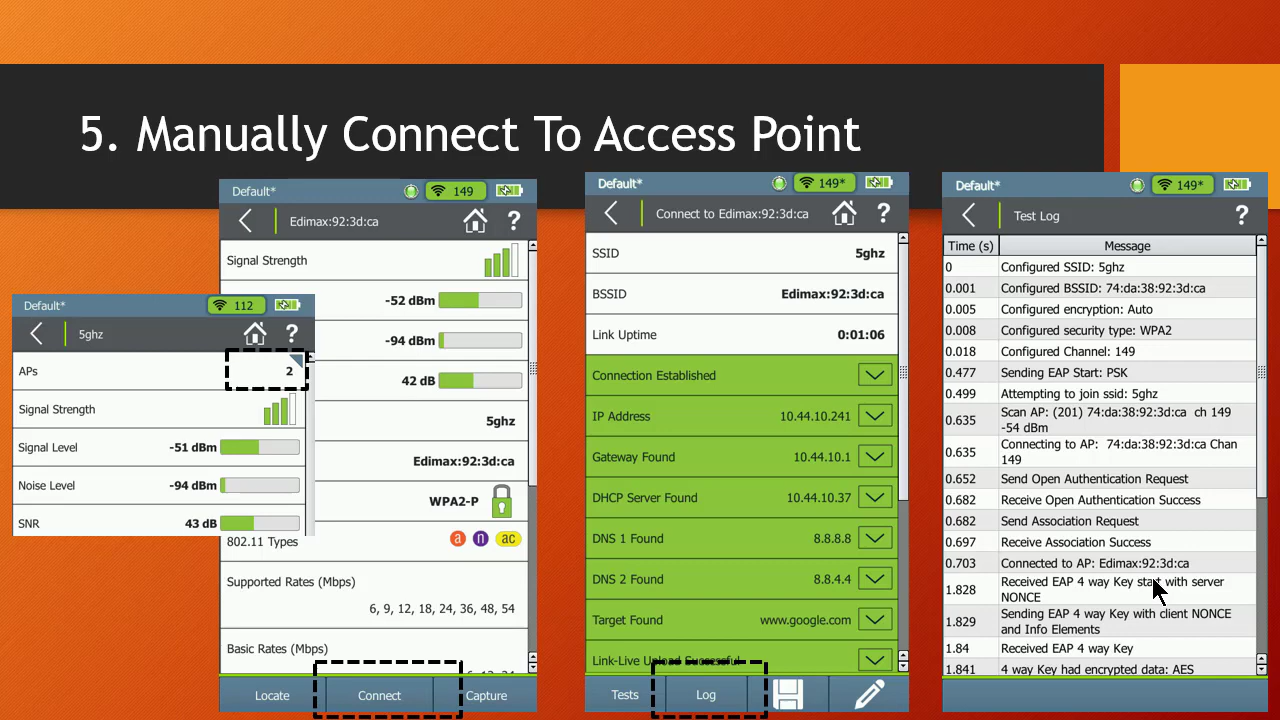 5. Manually Connect To Access Point
Default*
112
5ghz
?
APs
2
Signal Strength
Signal Level
-51 dBm
Noise Level
-94 dBm
SNR
43 dB
Default*
149
Edimax:92:3d:ca
?
Signal Strength
-52 dBm
-94 dBm
42 dB
5ghz
Edimax:92:3d:ca
WPA2-P
802.11 Types
a n ac
Supported Rates (Mbps)
6, 9, 12, 18, 24, 36, 48, 54
Basic Rates (Mbps)
Locate
Connect
Capture
Default*
149*
Connect to Edimax:92:3d:ca
?
SSID
5ghz
BSSID
Edimax:92:3d:ca
Link Uptime
0:01:06
Connection Established
IP Address
10.44.10.241
Gateway Found
10.44.10.1
DHCP Server Found
10.44.10.37
DNS 1 Found
8.8.8.8
DNS 2 Found
8.8.4.4
Target Found
www.google.com
Link-Live Upload Successful
Tests
Log
Default*
149*
Test Log
?
Time (s)
Message
0 Configured SSID: 5ghz
0.001 Configured BSSID: 74:da:38:92:3d:ca
0.005 Configured encryption: Auto
0.008 Configured security type: WPA2
0.018 Configured Channel: 149
0.477 Sending EAP Start: PSK
0.499 Attempting to join ssid: 5ghz
0.635 Scan AP: (201) 74:da:38:92:3d:ca ch 149
-54 dBm
0.635 Connecting to AP: 74:da:38:92:3d:ca Chan
149
0.652 Send Open Authentication Request
0.682 Receive Open Authentication Success
0.682 Send Association Request
0.697 Receive Association Success
0.703 Connected to AP: Edimax:92:3d:ca
1.828 Received EAP 4 way Key start with server
NONCE
1.829 Sending EAP 4 way Key with client NONCE
and Info Elements
1.84 Received EAP 4 way Key
1.841 4 way Key had encrypted data: AES